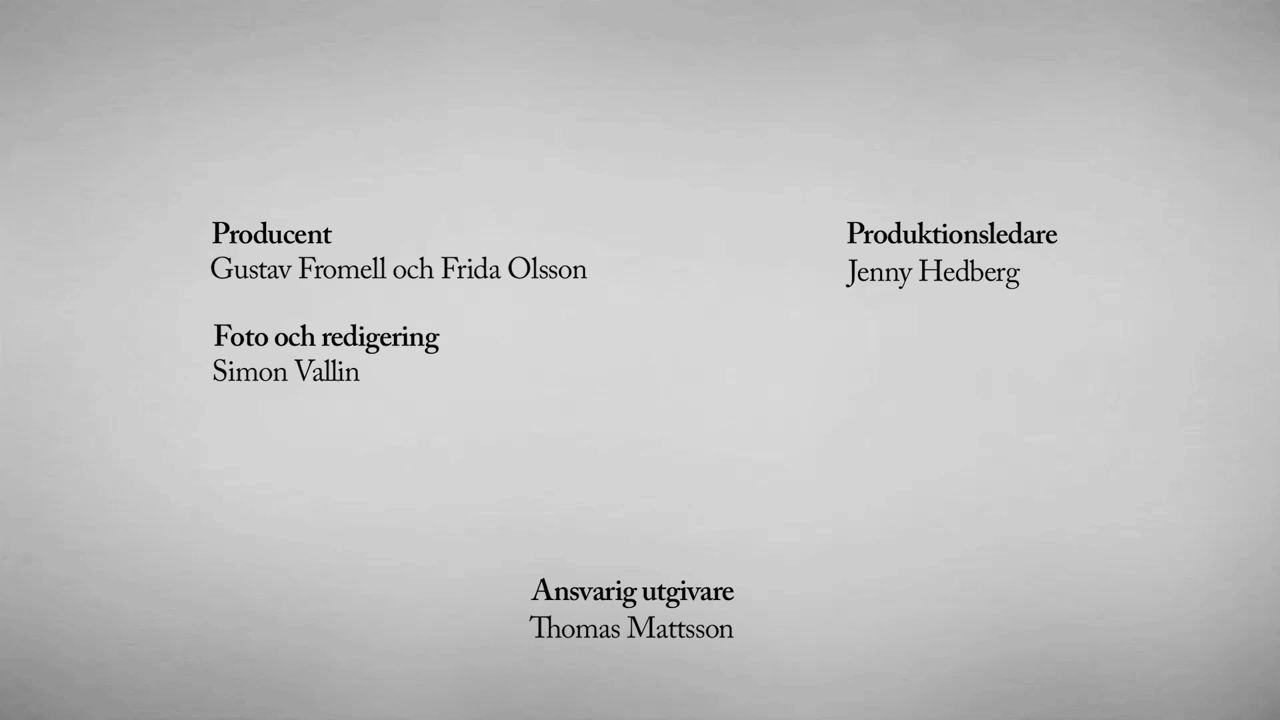 Producent
Gustav Fromell och Frida Olsson
Foto och redigering
Simon Vallin
Produktionsledare
Jenny Hedberg
Ansvarig utgivare
Thomas Mattsson